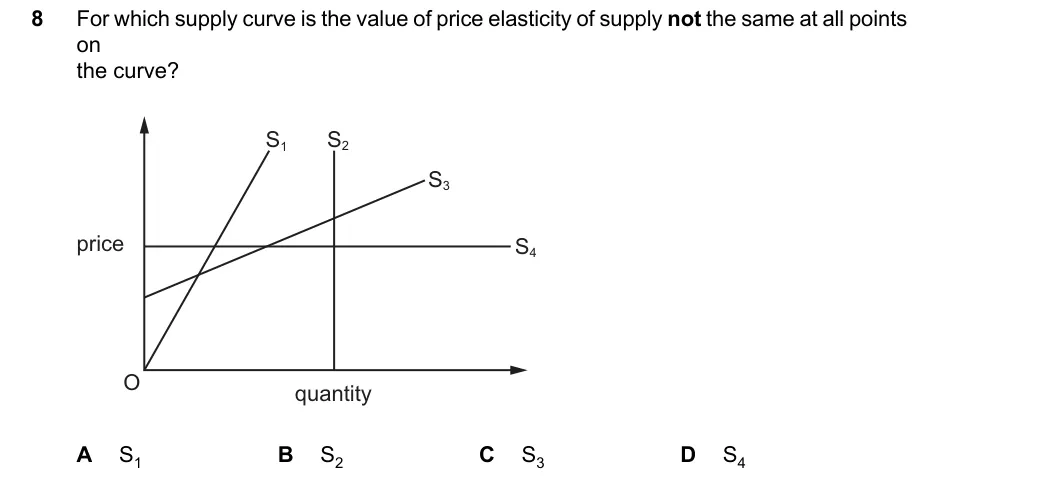 8 For which supply curve is the value of price elasticity of supply not the same at all points
on
the curve?
S1 S2
S3
price
S4
O
quantity
A S1 B S2 C S3 D S4